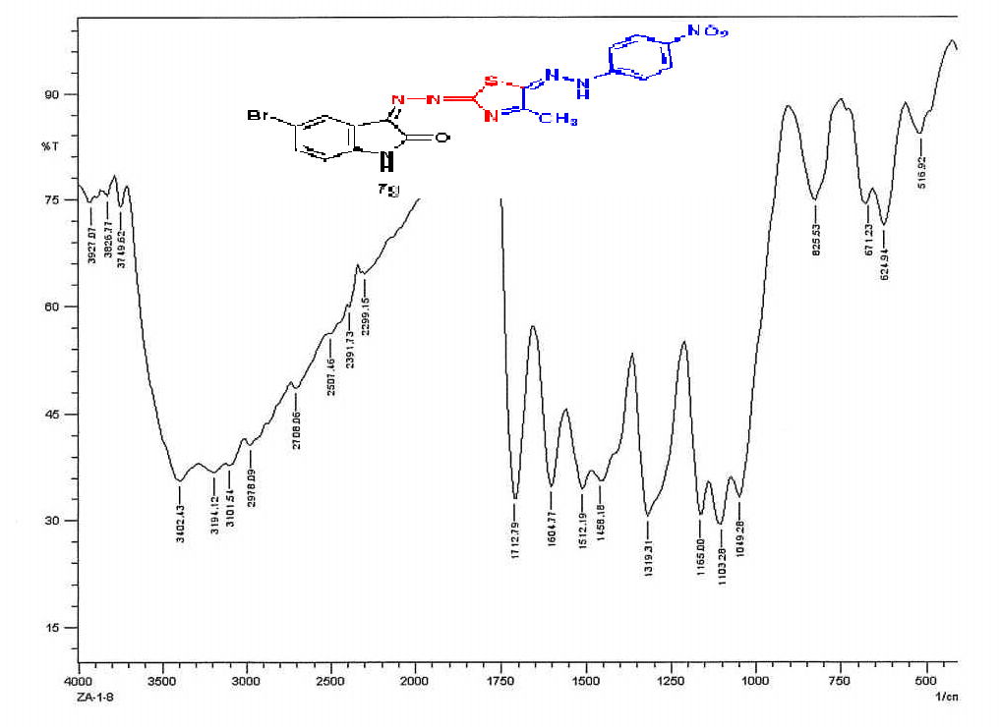 NO₂
S N N H
Br N N
N CH₃
O
N H
7g
90
%T
75
60
45
30
15
3927.07
3826.77
3749.62
3402.43
3194.12
3101.54
2978.09
2708.06
2507.46
2391.73
2299.15
1712.79
1604.77
1512.19
1458.18
1319.31
1165.00
1103.28
1049.28
825.53
671.23
624.94
516.92
4000 3500 3000 2500 2000 1750 1500 1250 1000 750 500
ZA-1-8 1/cm